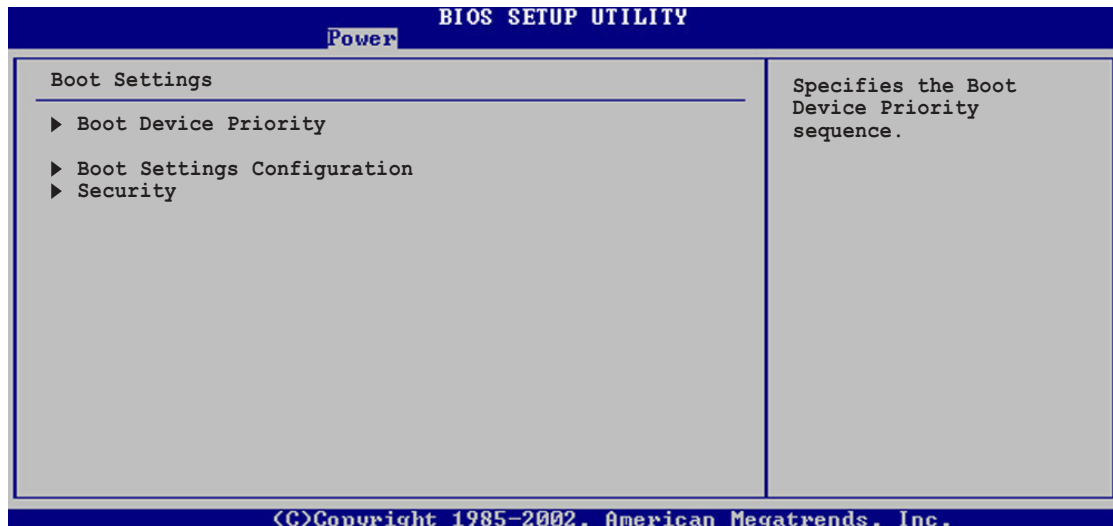 BIOS SETUP UTILITY
Power
Boot Settings
Boot Device Priority
Boot Settings Configuration
Security
Specifies the Boot
Device Priority
sequence.
(C)Copyright 1985-2002, American Megatrends, Inc.